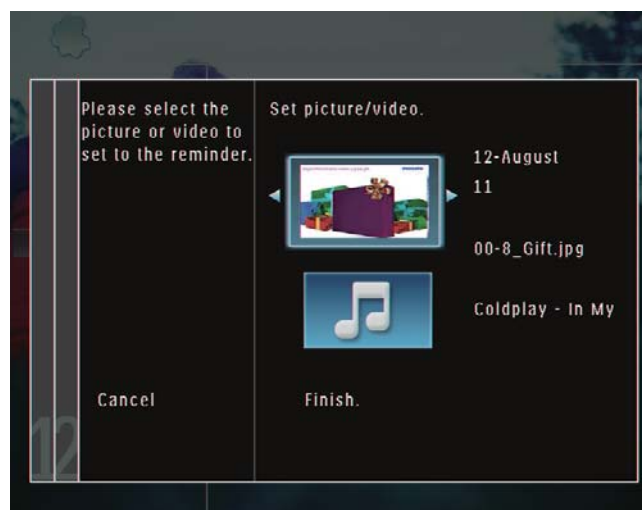 Please select the
picture or video to
set to the reminder.
Set picture/video.
12-August
11
00-8_Gift.jpg
Coldplay - In My
Cancel
Finish.
12